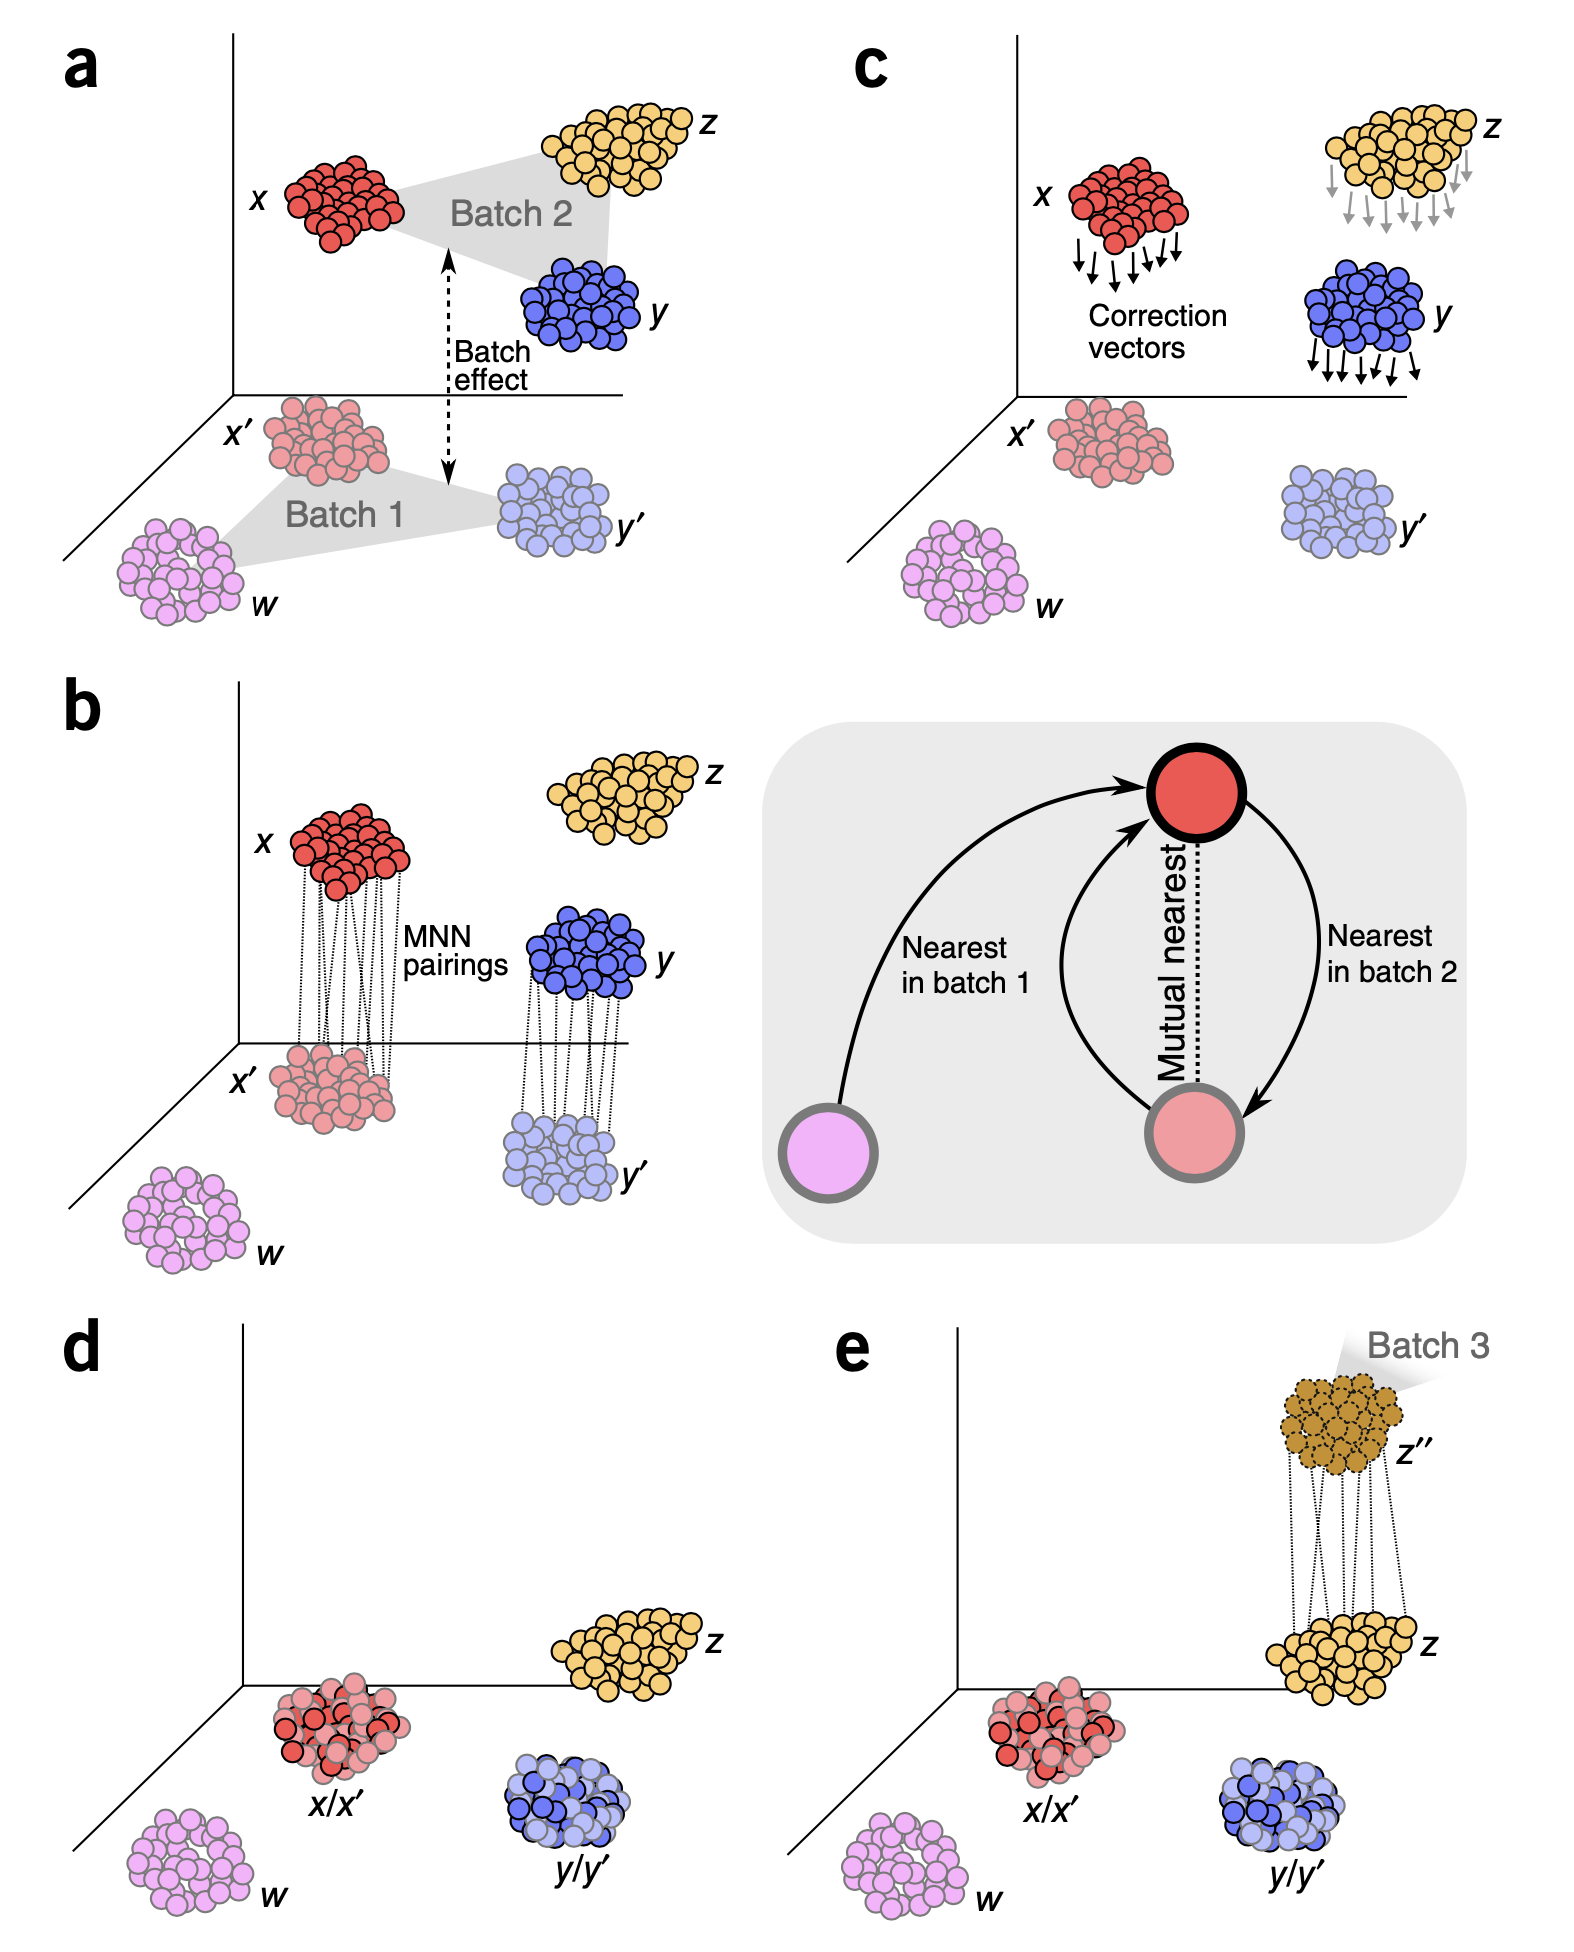 a
x
z
Batch 2
y
Batch
effect
x′
Batch 1
y′
w
c
z
x
y
Correction
vectors
x′
y′
w
b
z
x
MNN
pairings
y
x′
y′
w
Nearest
in batch 1
Mutual nearest
Nearest
in batch 2
d
z
x/x′
y/y′
w
e
Batch 3
z′′
z
x/x′
y/y′
w